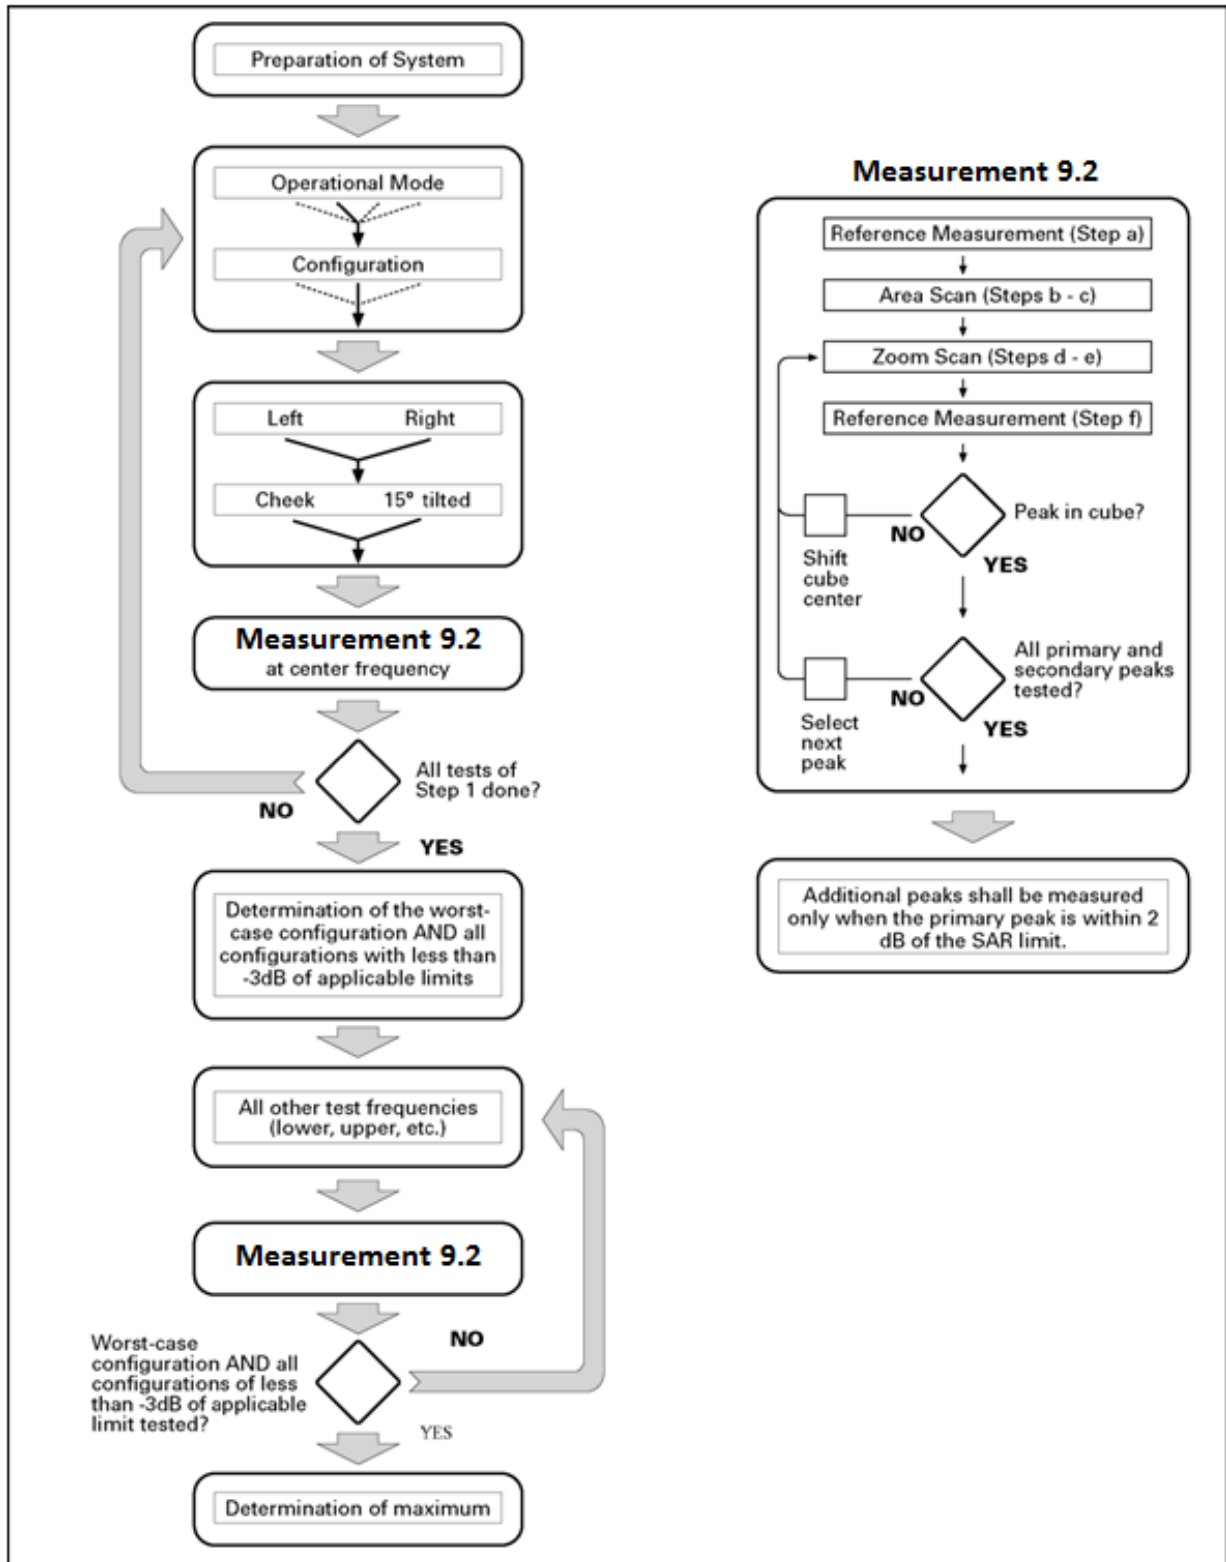 Preparation of System
Operational Mode
Configuration
Left Right
Cheek 15° tilted
Measurement 9.2
at center frequency
All tests of
Step 1 done?
NO
YES
Determination of the worst-
case configuration AND all
configurations with less than
-3dB of applicable limits
All other test frequencies
(lower, upper, etc.)
Measurement 9.2
NO
Worst-case
configuration AND all
configurations of less
than -3dB of applicable
limit tested?
YES
Determination of maximum
Measurement 9.2
Reference Measurement (Step a)
Area Scan (Steps b - c)
Zoom Scan (Steps d - e)
Reference Measurement (Step f)
Peak in cube?
NO
YES
Shift
cube
center
All primary and
secondary peaks
tested?
NO
YES
Select
next
peak
Additional peaks shall be measured
only when the primary peak is within 2
dB of the SAR limit.